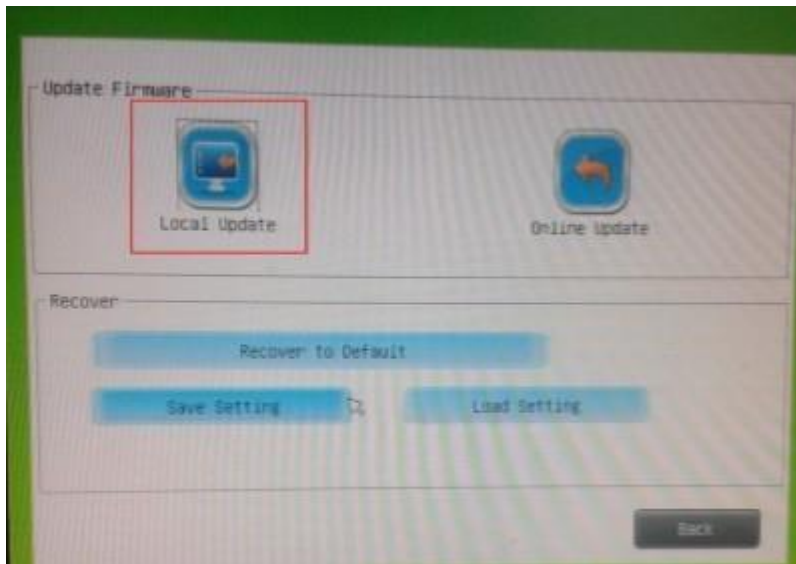 Update Firmware
Local Update
Online Update
Recover
Recover to Default
Save Setting
Load Setting
Back